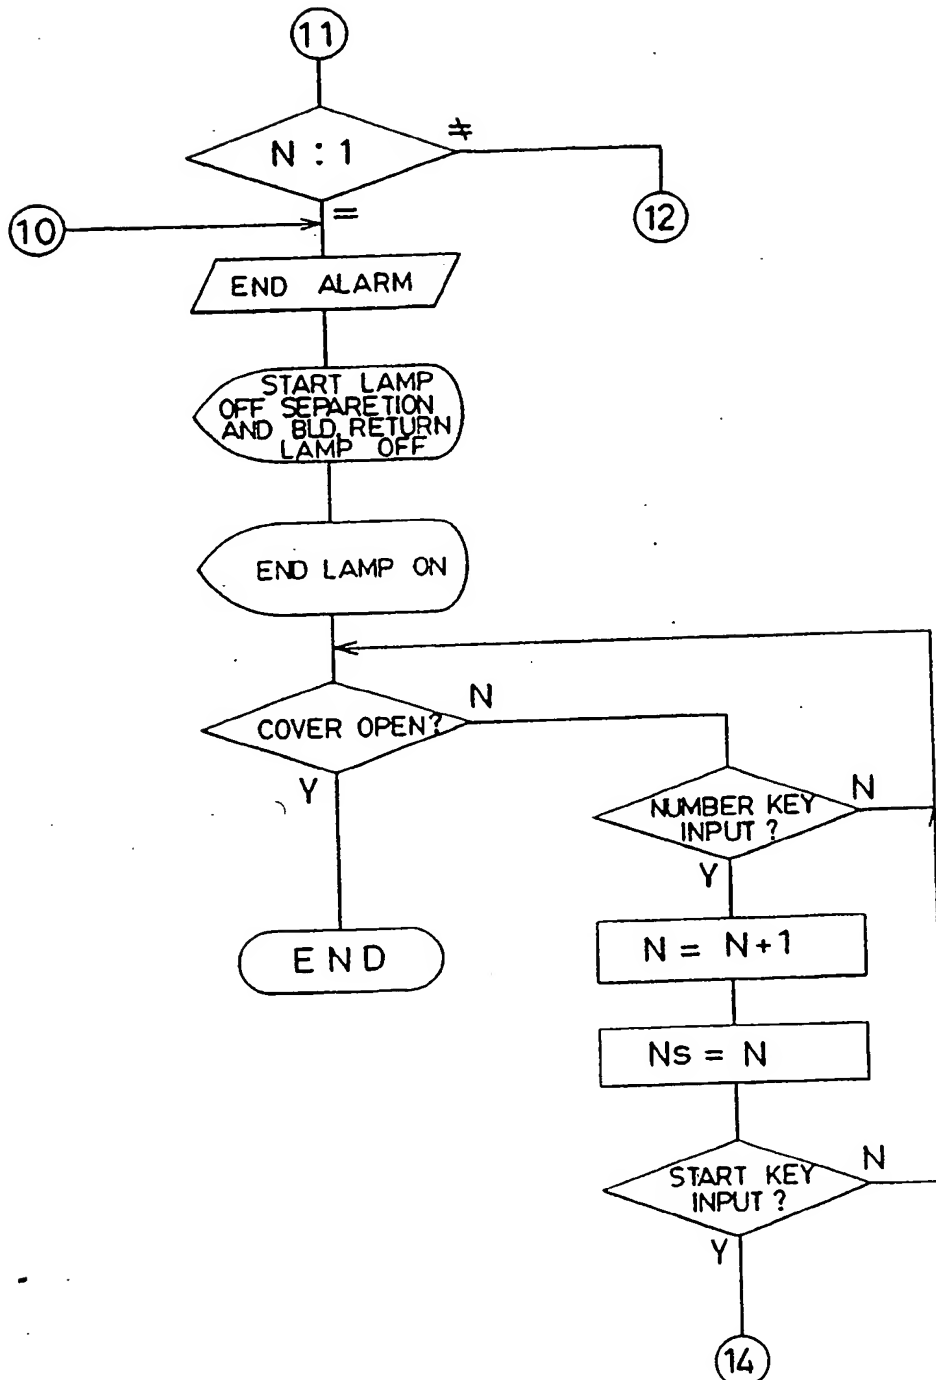 11
N : 1
≠
12
10
=
END ALARM
START LAMP
OFF SEPARETION
AND BLD. RETURN
LAMP OFF
END LAMP ON
COVER OPEN?
N
Y
END
NUMBER KEY
INPUT ?
N
Y
N = N+1
Ns = N
START KEY
INPUT ?
N
Y
14